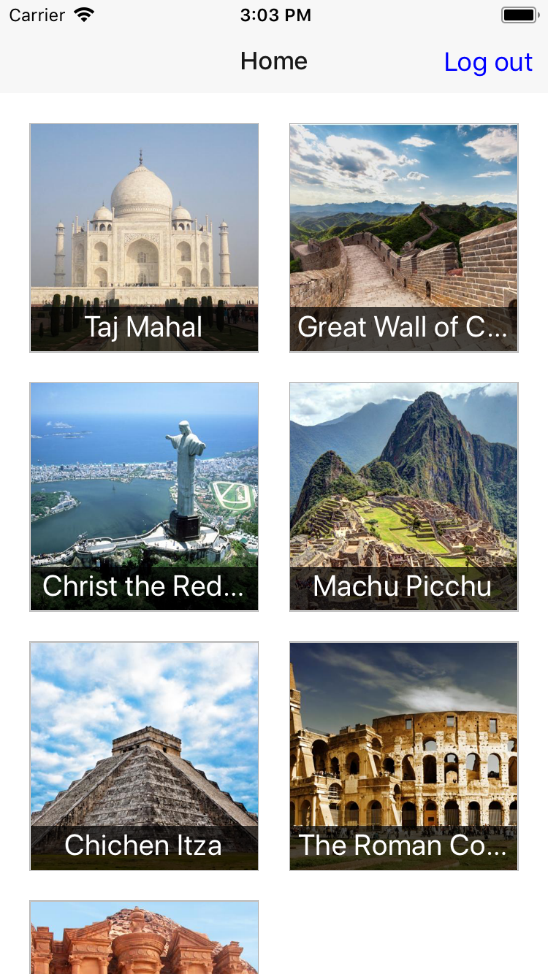 Carrier 3:03 PM
Home Log out
Taj Mahal
Great Wall of C...
Christ the Red...
Machu Picchu
Chichen Itza
The Roman Co...